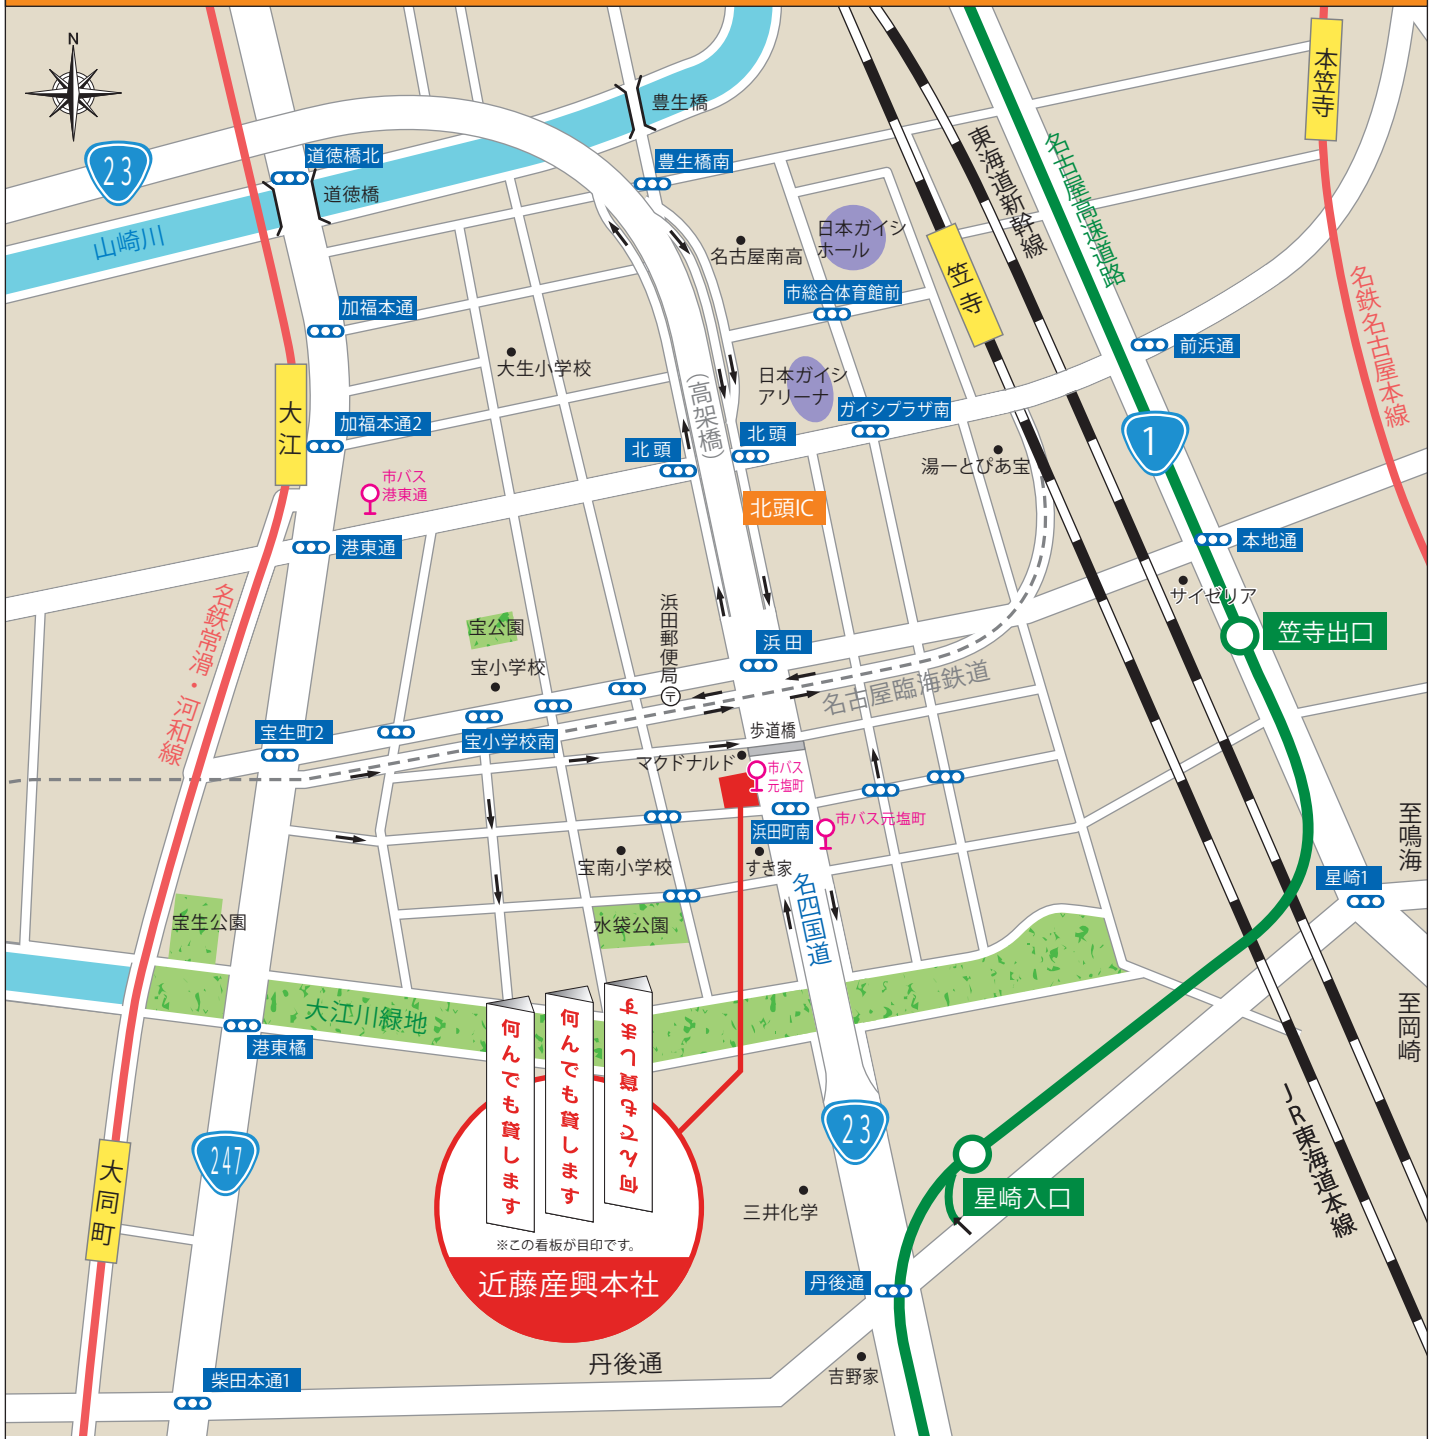 N
23
道徳橋北
道徳橋
山崎川
豊生橋
豊生橋南
名古屋南高
日本ガイシ
ホール
市総合体育館前
東海道新幹線
名古屋高速道路
本笠寺
名鉄名古屋本線
笠寺
前浜通
加福本通
大生小学校
大江
加福本通2
(高架橋)
日本ガイシ
アリーナ
ガイシプラザ南
北頭
北頭
湯ーとぴあ宝
1
市バス
港東通
北頭IC
港東通
本地通
サイゼリア
笠寺出口
名鉄常滑・河和線
宝公園
宝小学校
浜田郵便局
〒
浜田
名古屋臨海鉄道
宝生町2
宝小学校南
歩道橋
マクドナルド
市バス
元塩町
浜田町南
市バス元塩町
宝南小学校
すき家
至鳴海
星崎1
宝生公園
水袋公園
名四国道
大江川緑地
港東橋
至岡崎
何んでも貸します
何んでも貸します
何んでも貸します
JR東海道本線
23
247
大同町
三井化学
星崎入口
※この看板が目印です。
近藤産興本社
丹後通
丹後通
吉野家
柴田本通1